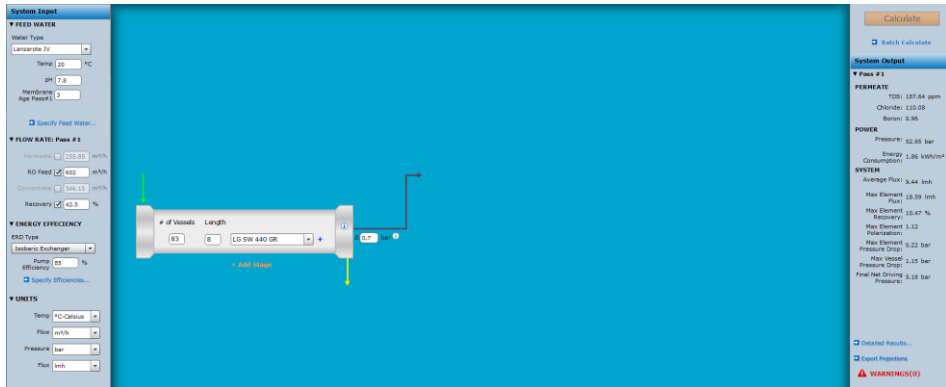 System Input
▼ FEED WATER
Water Type
Lanzarote IV
Temp 20 °C
pH 7.8
Membrane Age Pass#1 3
Specify Feed Water...
▼ FLOW RATE: Pass #1
Permeate 255.85 m³/h
RO Feed 602 m³/h
Concentrate 346.15 m³/h
Recovery 42.5 %
▼ ENERGY EFFECIENCY
ERD Type
Isobaric Exchanger
Pump Efficiency 85 %
Specify Efficiencies...
▼ UNITS
Temp °C-Celsius
Flow m³/h
Pressure bar
Flux lmh
# of Vessels Length
83 8 LG SW 440 GR +
Δ 0.7 bar
+ Add Stage
Calculate
Batch Calculate
System Output
▼ Pass #1
PERMEATE
TDS: 187.64 ppm
Chloride: 110.08
Boron: 0.96
POWER
Pressure: 52.95 bar
Energy Consumption: 1.86 kWh/m³
SYSTEM
Average Flux: 9.44 lmh
Max Element Flux: 18.59 lmh
Max Element Recovery: 10.47 %
Max Element Polarization: 1.12
Max Element Pressure Drop: 0.22 bar
Max Vessel Pressure Drop: 1.15 bar
Final Net Driving Pressure: 5.18 bar
Detailed Results...
Export Projections
WARNINGS(0)